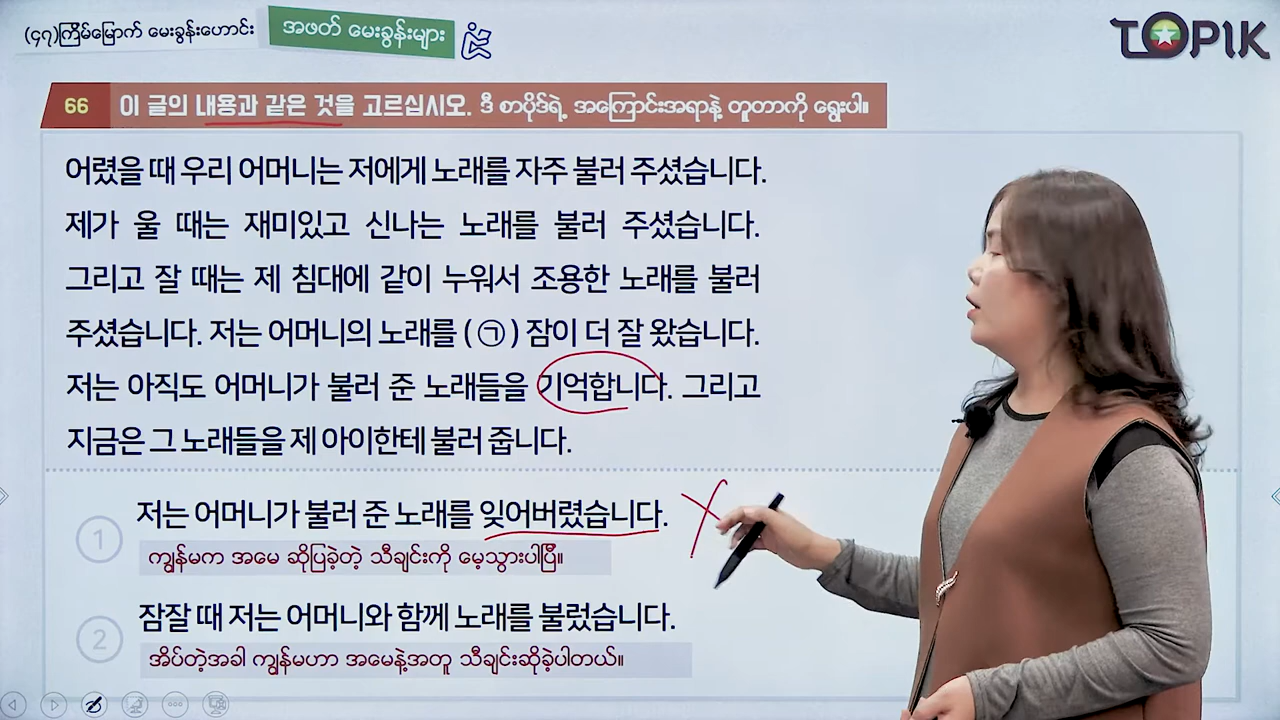 (၄၇)ကြိမ်မြောက် မေးခွန်းဟောင်း
အဖတ် မေးခွန်းများ
TOPIK
66 이 글의 내용과 같은 것을 고르십시오. ဒီ စာပိုဒ်ရဲ့ အကြောင်းအရာနဲ့ တူတာကို ရွေးပါ။
어렸을 때 우리 어머니는 저에게 노래를 자주 불러 주셨습니다.
제가 울 때는 재미있고 신나는 노래를 불러 주셨습니다.
그리고 잘 때는 제 침대에 같이 누워서 조용한 노래를 불러
주셨습니다. 저는 어머니의 노래를 ( ㉠ ) 잠이 더 잘 왔습니다.
저는 아직도 어머니가 불러 준 노래들을 기억합니다. 그리고
지금은 그 노래들을 제 아이한테 불러 줍니다.
1 저는 어머니가 불러 준 노래를 잊어버렸습니다.
ကျွန်မက အမေ ဆိုပြခဲ့တဲ့ သီချင်းကို မေ့သွားပါပြီ။
2 잠잘 때 저는 어머니와 함께 노래를 불렀습니다.
အိပ်တဲ့အခါ ကျွန်မဟာ အမေနဲ့အတူ သီချင်းဆိုခဲ့ပါတယ်။